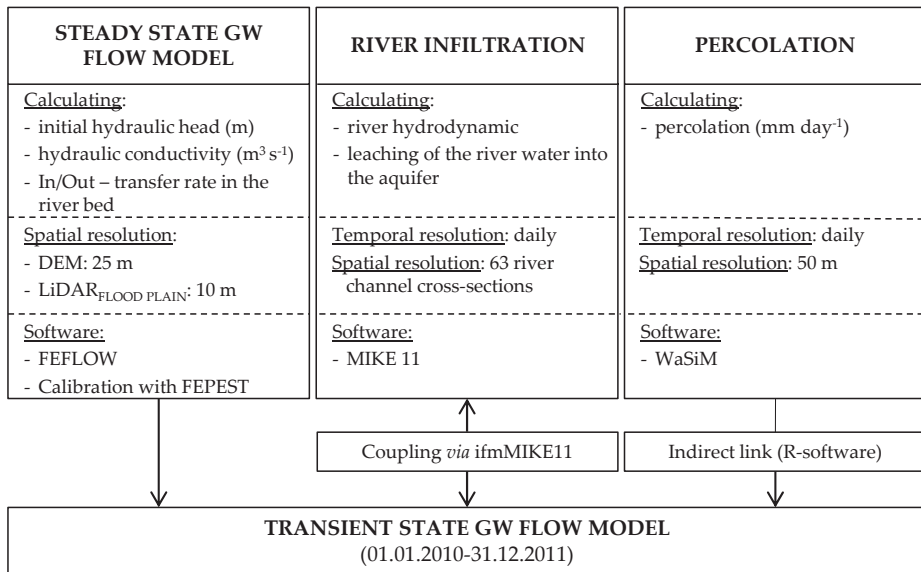 STEADY STATE GW
FLOW MODEL
Calculating:
- initial hydraulic head (m)
- hydraulic conductivity (m³ s⁻¹)
- In/Out – transfer rate in the
river bed
Spatial resolution:
- DEM: 25 m
- LiDAR FLOOD PLAIN: 10 m
Software:
- FEFLOW
- Calibration with FEPEST
RIVER INFILTRATION
Calculating:
- river hydrodynamic
- leaching of the river water into
the aquifer
Temporal resolution: daily
Spatial resolution: 63 river
channel cross-sections
Software:
- MIKE 11
PERCOLATION
Calculating:
- percolation (mm day⁻¹)
Temporal resolution: daily
Spatial resolution: 50 m
Software:
- WaSiM
Coupling via ifmMIKE11
Indirect link (R-software)
TRANSIENT STATE GW FLOW MODEL
(01.01.2010-31.12.2011)